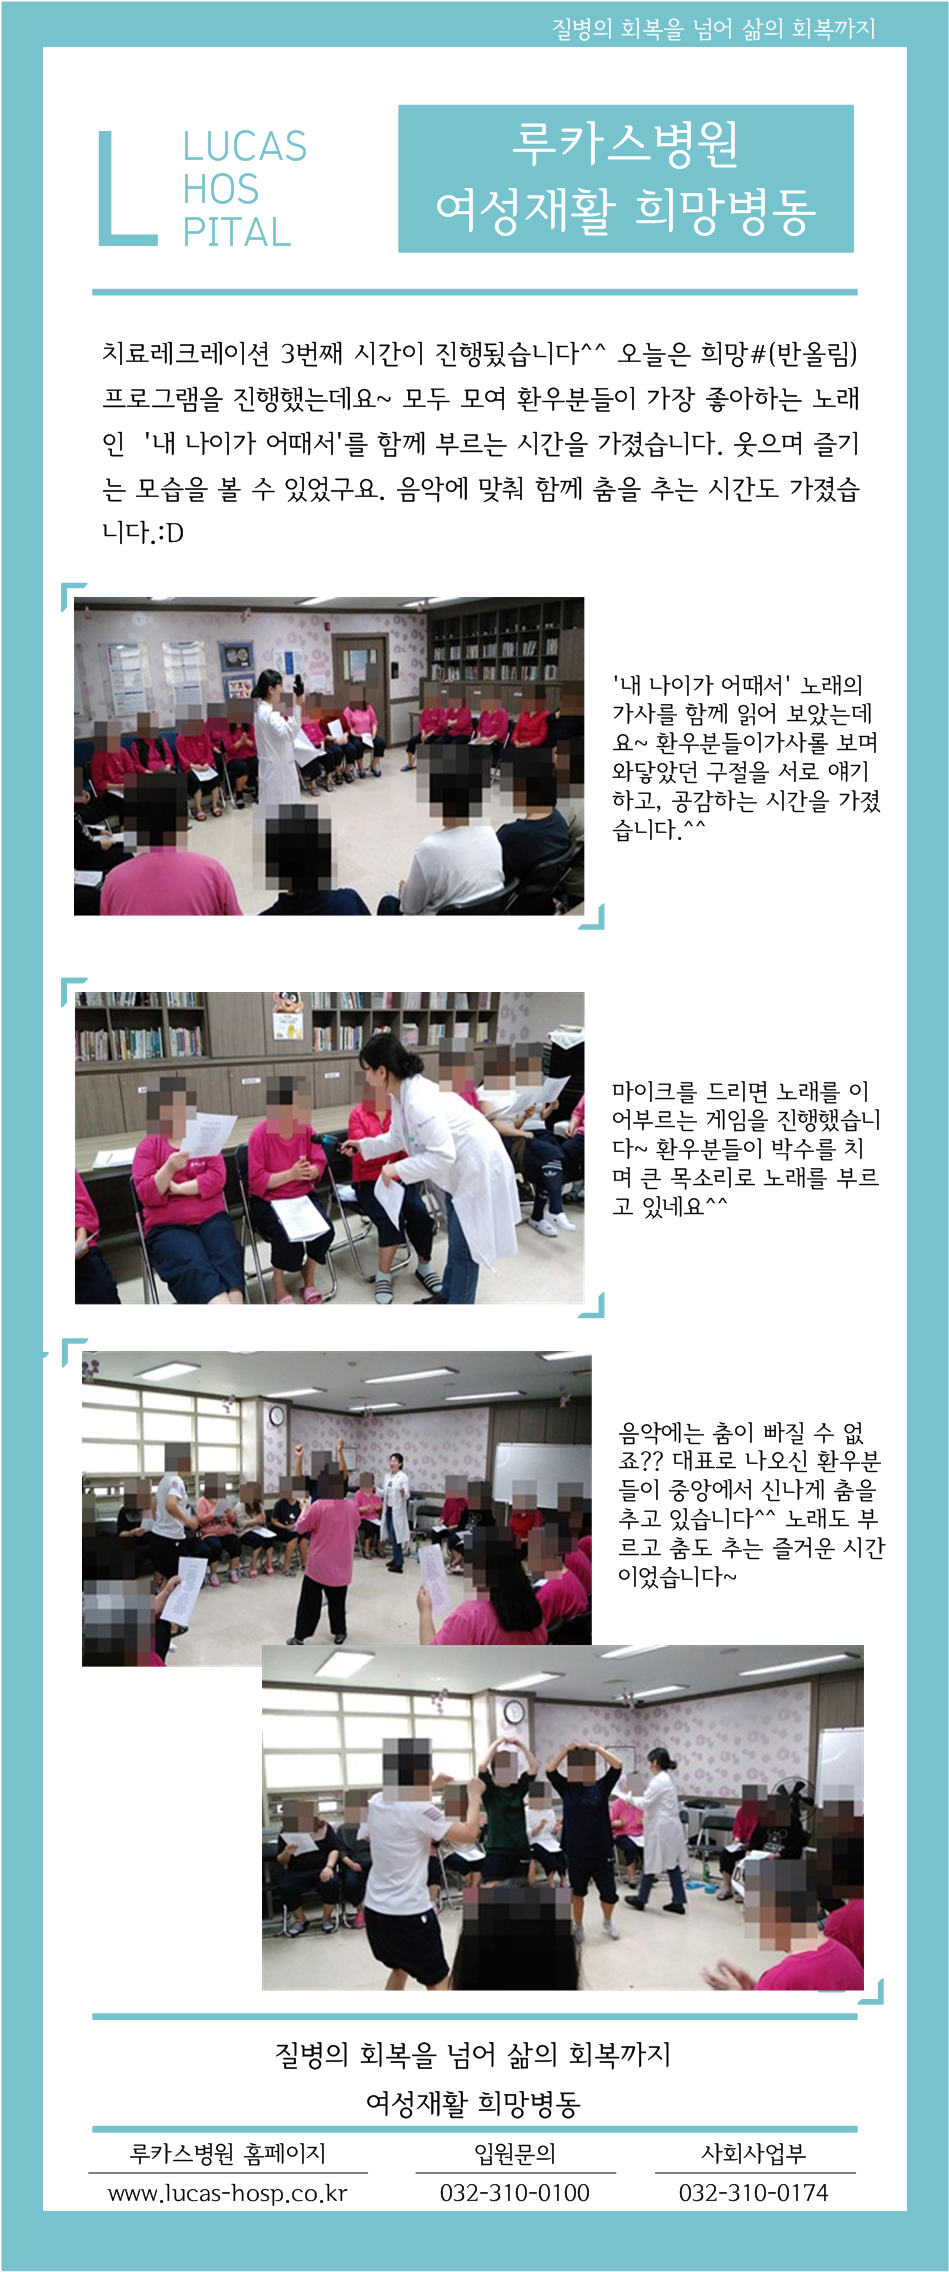 질병의 회복을 넘어 삶의 회복까지
LUCAS
HOS
PITAL
루카스병원
여성재활 희망병동
치료레크레이션 3번째 시간이 진행됬습니다^^ 오늘은 희망#(반올림)
프로그램을 진행했는데요~ 모두 모여 환우분들이 가장 좋아하는 노래
인 '내 나이가 어때서'를 함께 부르는 시간을 가졌습니다. 웃으며 즐기
는 모습을 볼 수 있었구요. 음악에 맞춰 함께 춤을 추는 시간도 가졌습
니다.:D
'내 나이가 어때서' 노래의
가사를 함께 읽어 보았는데
요~ 환우분들이가사롤 보며
와닿았던 구절을 서로 얘기
하고, 공감하는 시간을 가졌
습니다.^^
마이크를 드리면 노래를 이
어부르는 게임을 진행했습니
다~ 환우분들이 박수를 치
며 큰 목소리로 노래를 부르
고 있네요^^
음악에는 춤이 빠질 수 없
죠?? 대표로 나오신 환우분
들이 중앙에서 신나게 춤을
추고 있습니다^^ 노래도 부
르고 춤도 추는 즐거운 시간
이었습니다~
질병의 회복을 넘어 삶의 회복까지
여성재활 희망병동
루카스병원 홈페이지
www.lucas-hosp.co.kr
입원문의
032-310-0100
사회사업부
032-310-0174